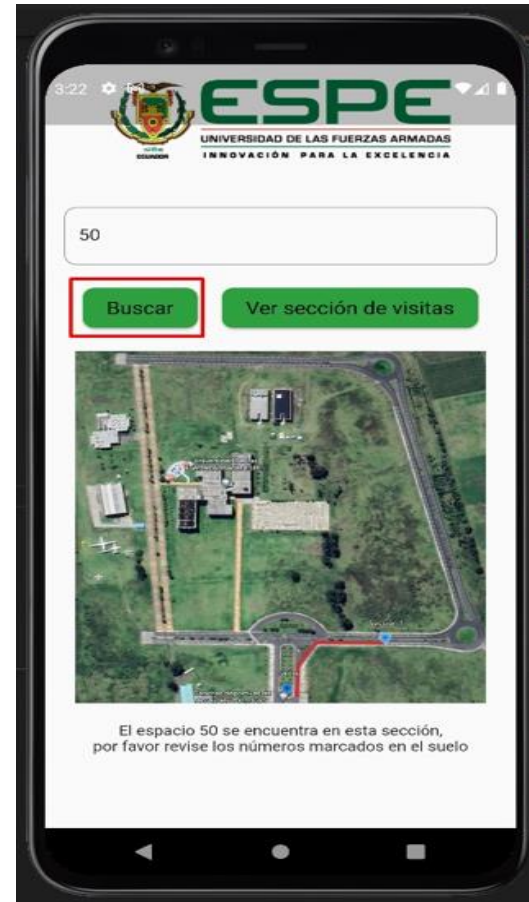 3:22
ESPE
UNIVERSIDAD DE LAS FUERZAS ARMADAS
INNOVACIÓN PARA LA EXCELENCIA
ECUADOR
50
Buscar
Ver sección de visitas
El espacio 50 se encuentra en esta sección,
por favor revise los números marcados en el suelo